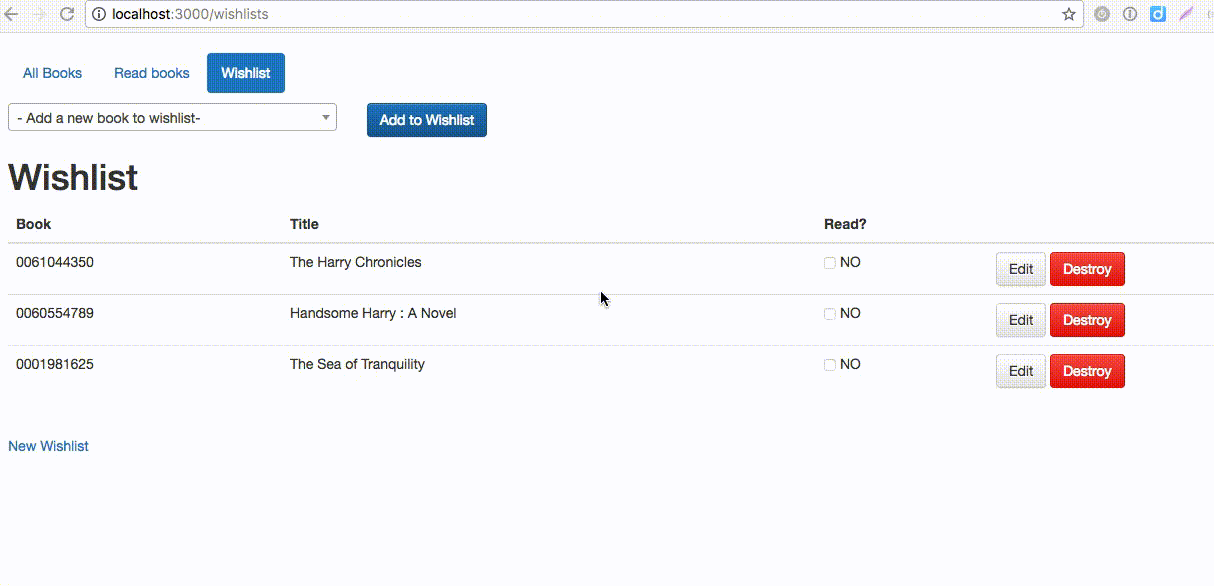 localhost:3000/wishlists
All Books Read books Wishlist
- Add a new book to wishlist- Add to Wishlist
Wishlist
Book Title Read?
0061044350 The Harry Chronicles NO Edit Destroy
0060554789 Handsome Harry : A Novel NO Edit Destroy
0001981625 The Sea of Tranquility NO Edit Destroy
New Wishlist